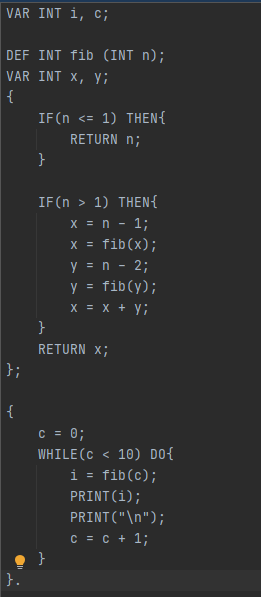 VAR INT i, c;

DEF INT fib (INT n);
VAR INT x, y;
{
    IF(n <= 1) THEN{
        RETURN n;
    }

    IF(n > 1) THEN{
        x = n - 1;
        x = fib(x);
        y = n - 2;
        y = fib(y);
        x = x + y;
    }
    RETURN x;
};

{
    c = 0;
    WHILE(c < 10) DO{
        i = fib(c);
        PRINT(i);
        PRINT("\n");
        c = c + 1;
    }
}.